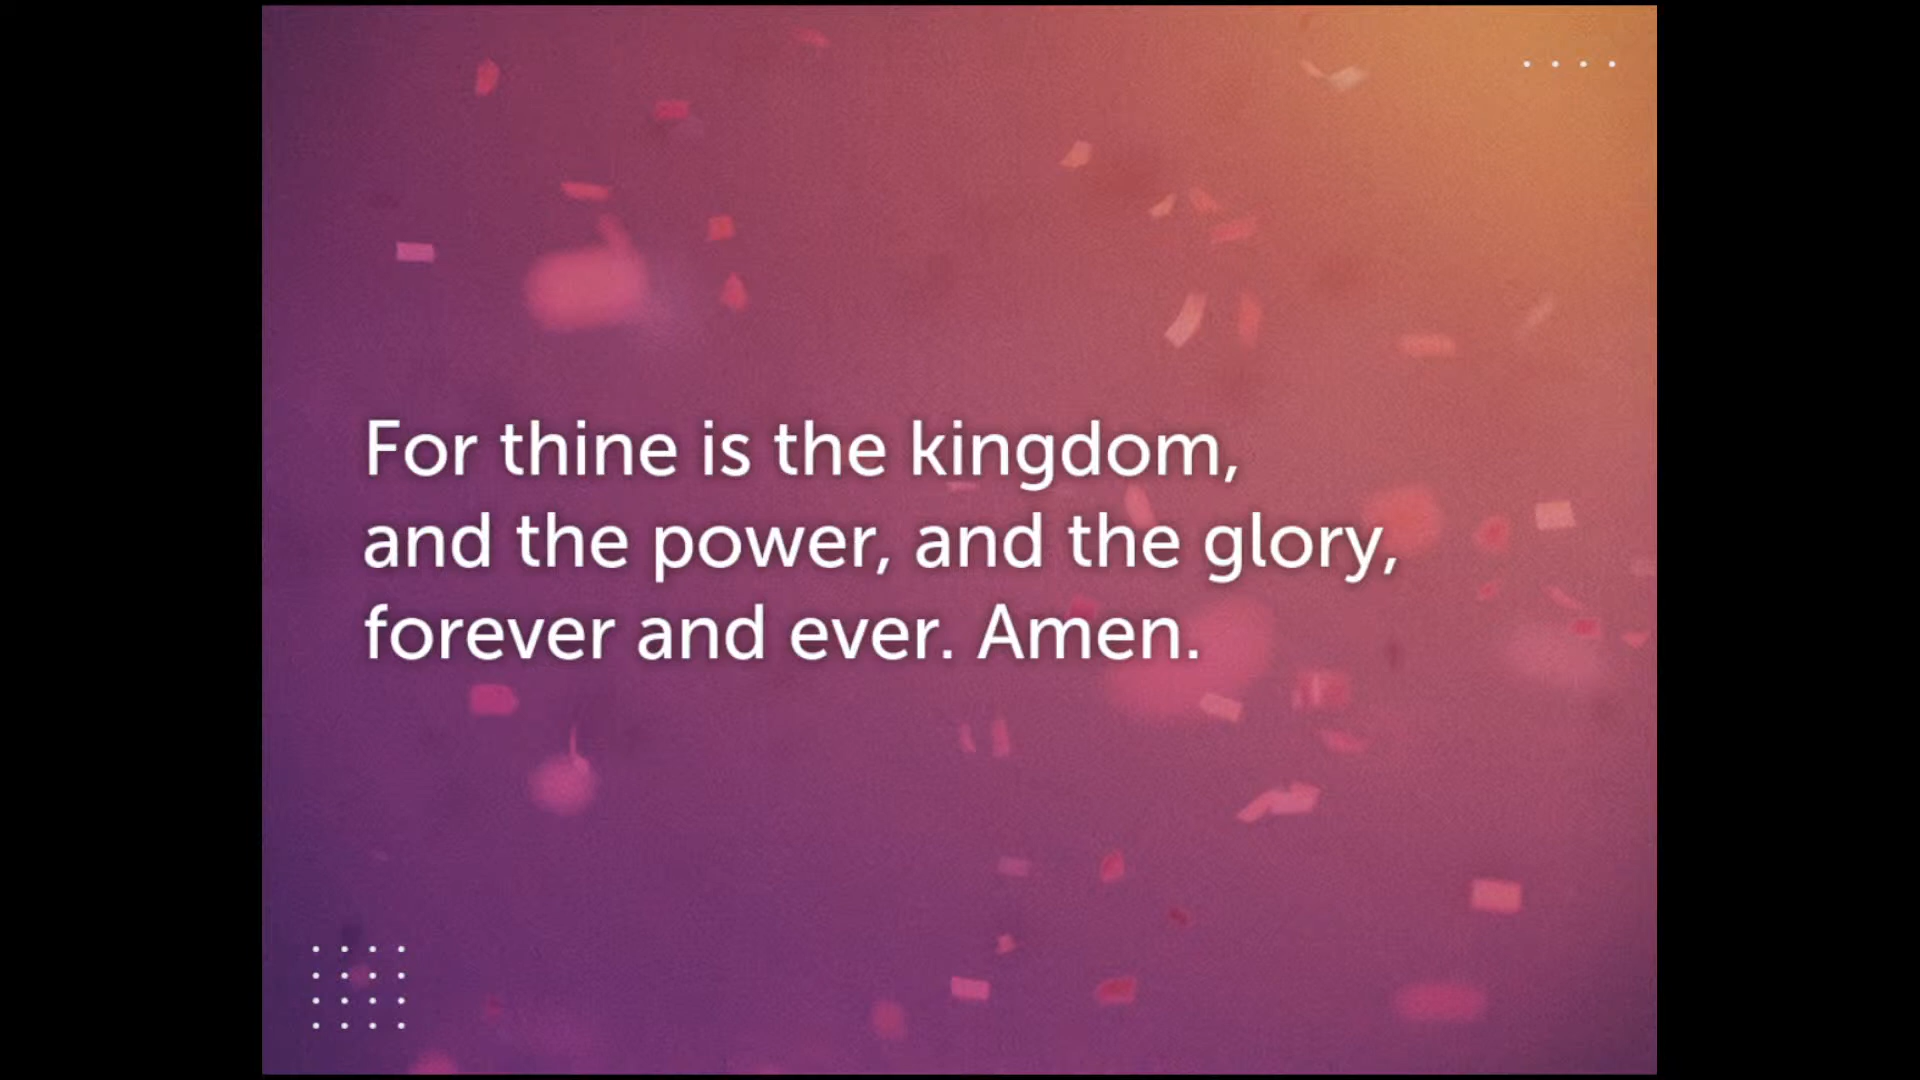 For thine is the kingdom,
and the power, and the glory,
forever and ever. Amen.